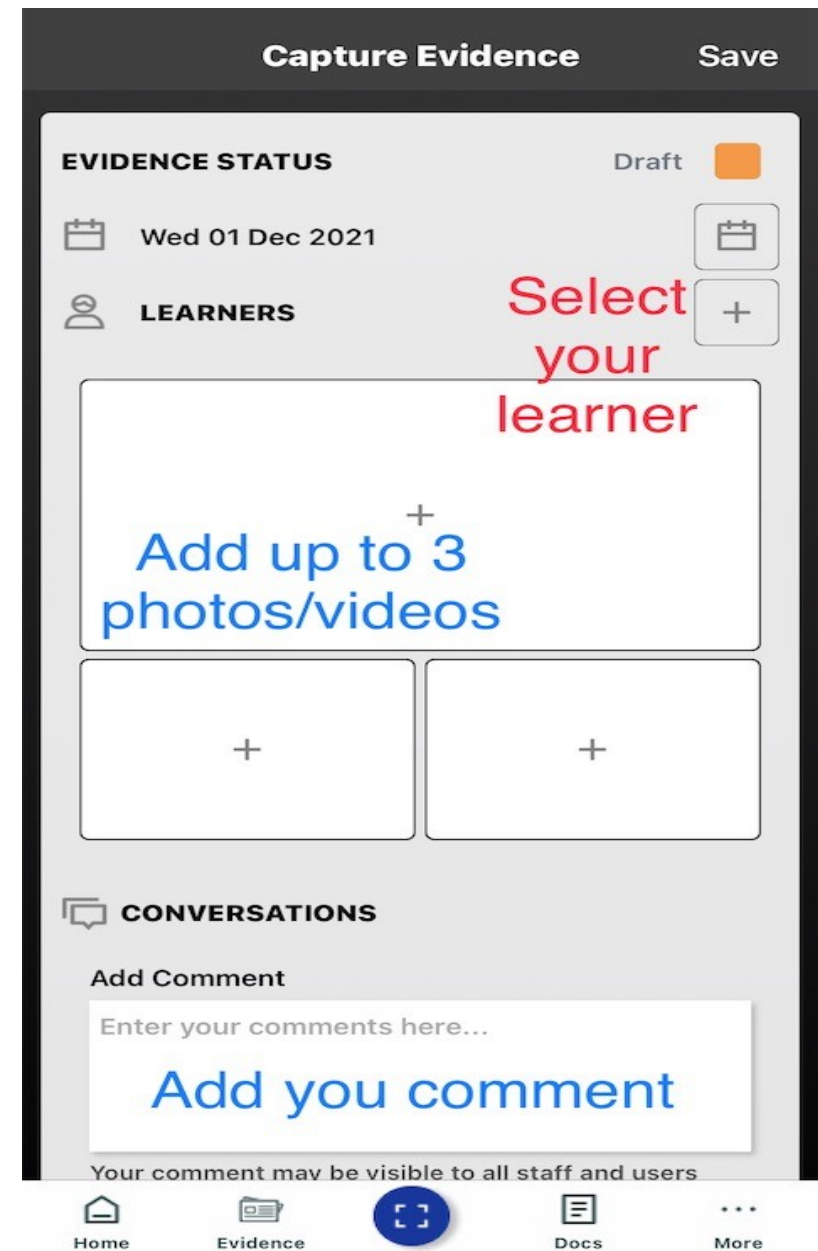 Capture Evidence Save
EVIDENCE STATUS Draft
Wed 01 Dec 2021
LEARNERS
Select
your
learner
Add up to 3
photos/videos
CONVERSATIONS
Add Comment
Enter your comments here...
Add you comment
Your comment may be visible to all staff and users
Home Evidence Docs More